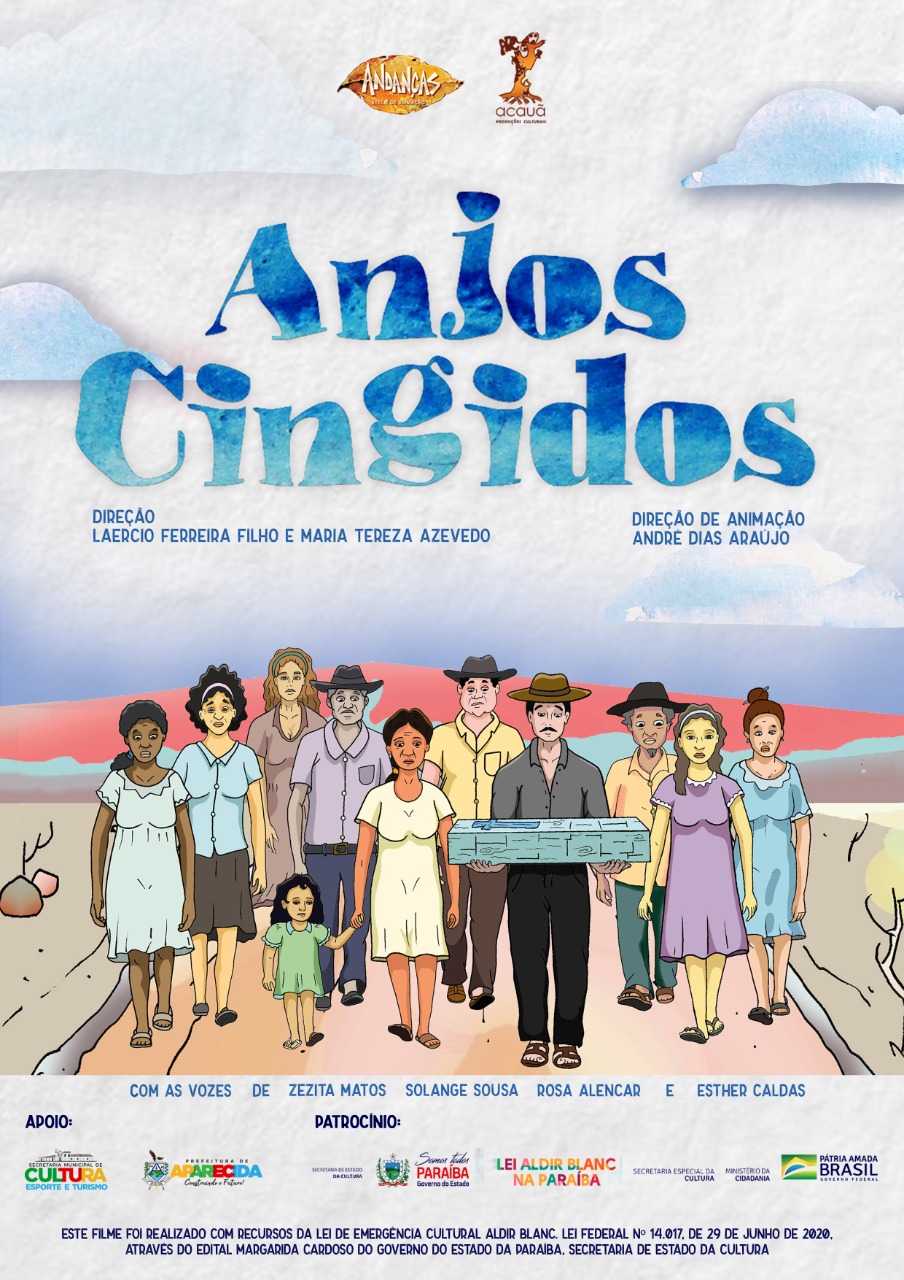 ANDANÇAS
ATELIÊ DE ANIMAÇÃO
acauã
PRODUÇÕES CULTURAIS
Anjos
Cingidos
DIREÇÃO
LAERCIO FERREIRA FILHO E MARIA TEREZA AZEVEDO
DIREÇÃO DE ANIMAÇÃO
ANDRÉ DIAS ARAÚJO
COM AS VOZES DE ZEZITA MATOS SOLANGE SOUSA ROSA ALENCAR E ESTHER CALDAS
APOIO:
PATROCÍNIO:
SECRETARIA MUNICIPAL DE
CULTURA
ESPORTE E TURISMO
PREFEITURA DE
APARECIDA
Construindo o Futuro!
SECRETARIA DE ESTADO
DA CULTURA
Somos todos
PARAÍBA
Governo do Estado
LEI ALDIR BLANC
NA PARAÍBA
SECRETARIA ESPECIAL DA
CULTURA
MINISTÉRIO DA
CIDADANIA
PÁTRIA AMADA
BRASIL
GOVERNO FEDERAL
ESTE FILME FOI REALIZADO COM RECURSOS DA LEI DE EMERGÊNCIA CULTURAL ALDIR BLANC. LEI FEDERAL Nº 14.017, DE 29 DE JUNHO DE 2020,
ATRAVÉS DO EDITAL MARGARIDA CARDOSO DO GOVERNO DO ESTADO DA PARAÍBA, SECRETARIA DE ESTADO DA CULTURA